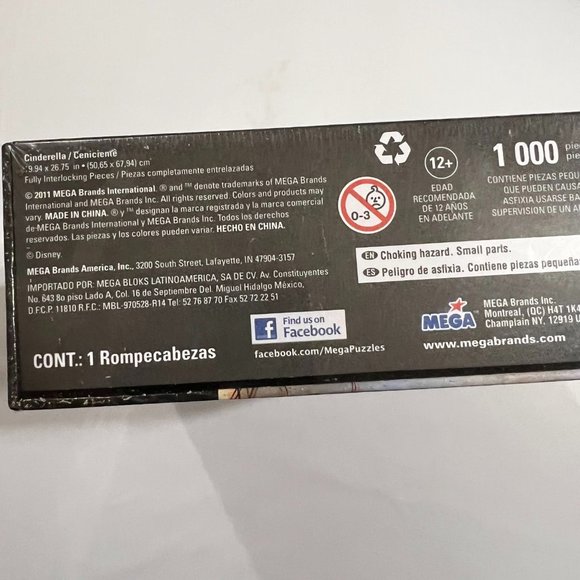 Cinderella / Cenicienta
19.94 x 26.75 in • (50,65 x 67,94) cm
Fully Interlocking Pieces / Piezas completamente entrelazadas
© 2011 MEGA Brands International. ® and ™ denote trademarks of MEGA Brands
International and MEGA Brands Inc. All rights reserved. Colors and products may
vary. MADE IN CHINA. ® y ™ designan la marca registrada y la marca comercial
de MEGA Brands International y MEGA Brands Inc. Todos los derechos
reservados. Las piezas y los colores pueden variar. HECHO EN CHINA.
© Disney
MEGA Brands America, Inc., 3200 South Street, Lafayette, IN 47904-3157
IMPORTADO POR: MEGA BLOKS LATINOAMERICA, SA DE CV. Av. Constituyentes
No. 643 8o piso Lado A, Col. 16 de Septiembre Del. Miguel Hidalgo México,
D.F.C.P. 11810 R.F.C.: MBL-970528-R14 Tel: 52 76 87 70 Fax 52 72 22 51
CONT.: 1 Rompecabezas
f Find us on
Facebook
facebook.com/MegaPuzzles
0-3
12+
EDAD
RECOMENDADA
DE 12 AÑOS
EN ADELANTE
1 000
CONTIENE PIEZAS PEQU
QUE PUEDEN CAUSA
ASFIXIA USARSE BA
SUPERVISION DE UN A
EN Choking hazard. Small parts.
ES Peligro de asfixia. Contiene piezas pequeña
MEGA
MEGA Brands Inc.
Montreal, (QC) H4T 1K
Champlain NY. 12919 U
www.megabrands.com